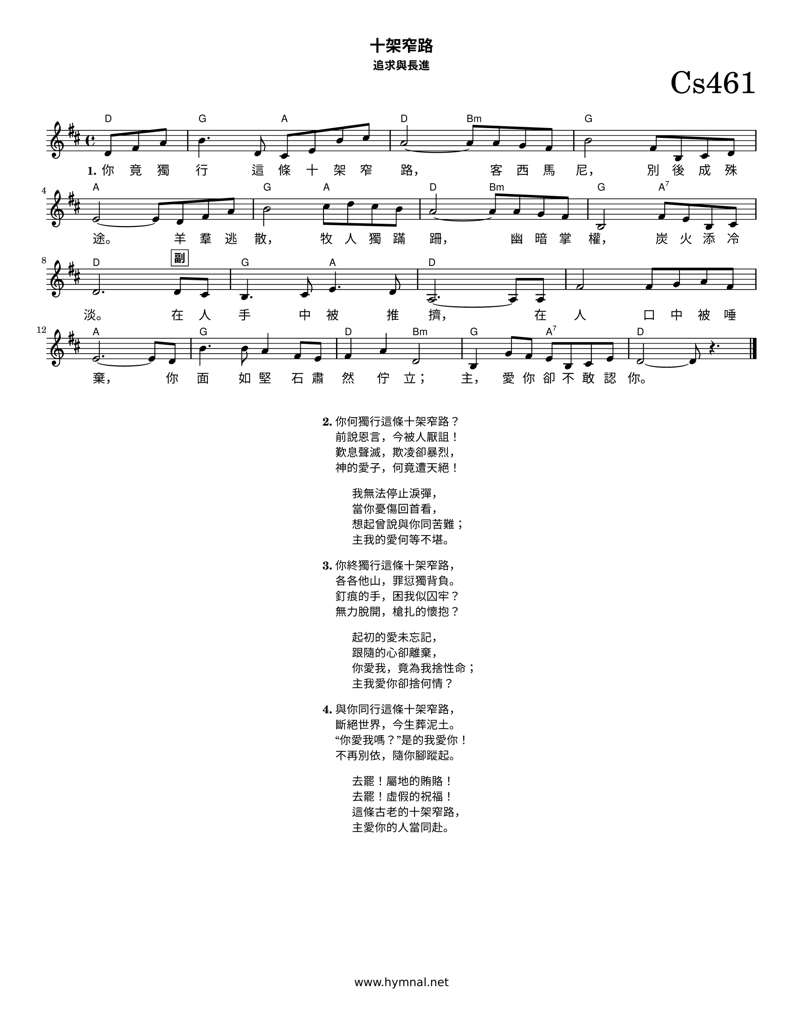 十架窄路
追求與長進
Cs461
D G A D Bm G
1. 你 竟 獨 行 這 條 十 架 窄 路， 客 西 馬 尼， 別 後 成 殊
4 A G A D Bm G A7
途。 羊 羣 逃 散， 牧 人 獨 蹣 跚， 幽 暗 掌 權， 炭 火 添 冷
8 D 副 G A D
淡。 在 人 手 中 被 推 擠， 在 人 口 中 被 唾
12 A G D Bm G A7 D
棄， 你 面 如 堅 石 肅 然 佇 立； 主， 愛 你 卻 不 敢 認 你。
2. 你何獨行這條十架窄路？
前說恩言，今被人厭詛！
歎息聲滅，欺凌卻暴烈，
神的愛子，何竟遭天絕！
我無法停止淚彈，
當你憂傷回首看，
想起曾說與你同苦難；
主我的愛何等不堪。
3. 你終獨行這條十架窄路，
各各他山，罪愆獨背負。
釘痕的手，困我似囚牢？
無力脫開，槍扎的懷抱？
起初的愛未忘記，
跟隨的心卻離棄，
你愛我，竟為我捨性命；
主我愛你卻捨何情？
4. 與你同行這條十架窄路，
斷絕世界，今生葬泥土。
“你愛我嗎？”是的我愛你！
不再別依，隨你腳蹤起。
去罷！屬地的賄賂！
去罷！虛假的祝福！
這條古老的十架窄路，
主愛你的人當同赴。
www.hymnal.net